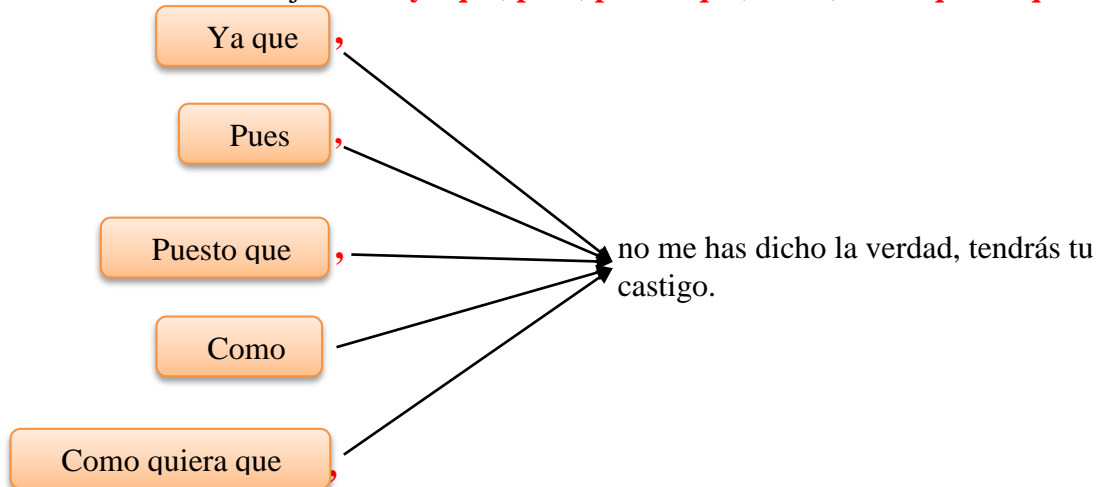 Ya que ,
Pues ,
Puesto que ,
no me has dicho la verdad, tendrás tu
castigo.
Como
Como quiera que ,